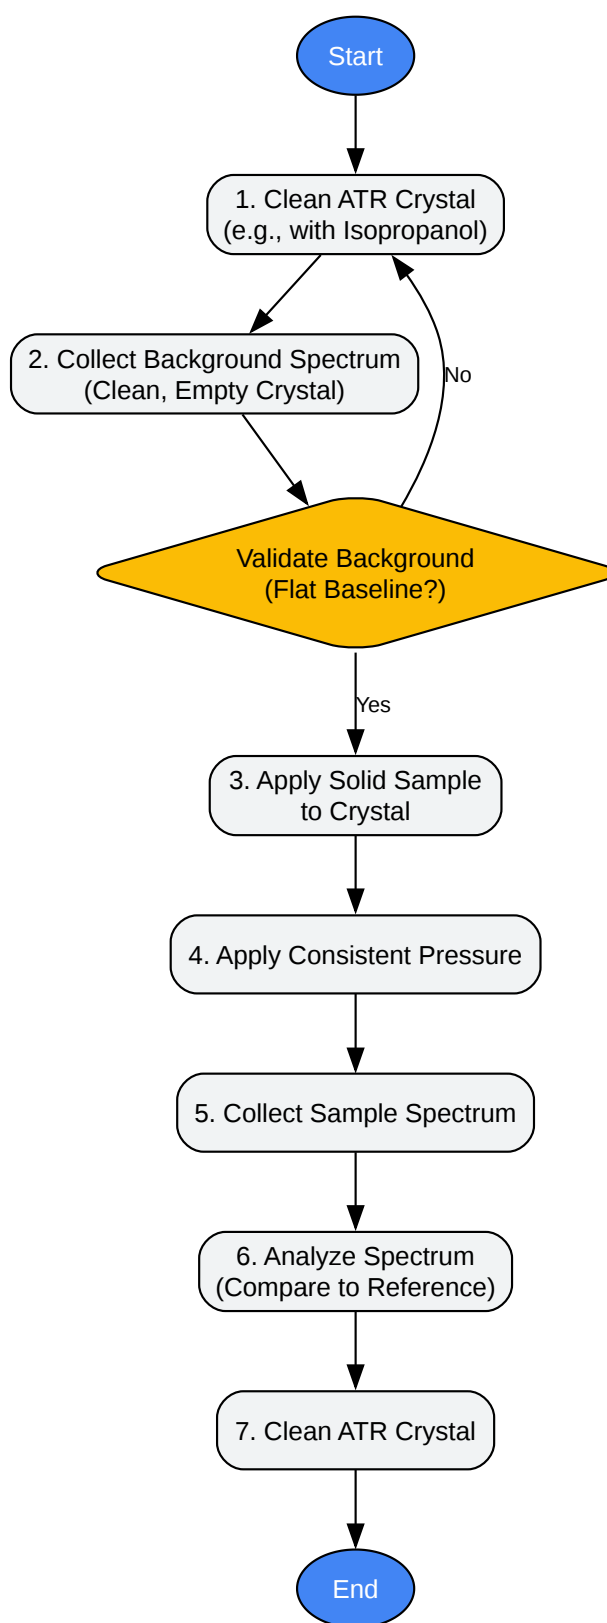 Start
1. Clean ATR Crystal
(e.g., with Isopropanol)
2. Collect Background Spectrum
(Clean, Empty Crystal)
No
Validate Background
(Flat Baseline?)
Yes
3. Apply Solid Sample
to Crystal
4. Apply Consistent Pressure
5. Collect Sample Spectrum
6. Analyze Spectrum
(Compare to Reference)
7. Clean ATR Crystal
End